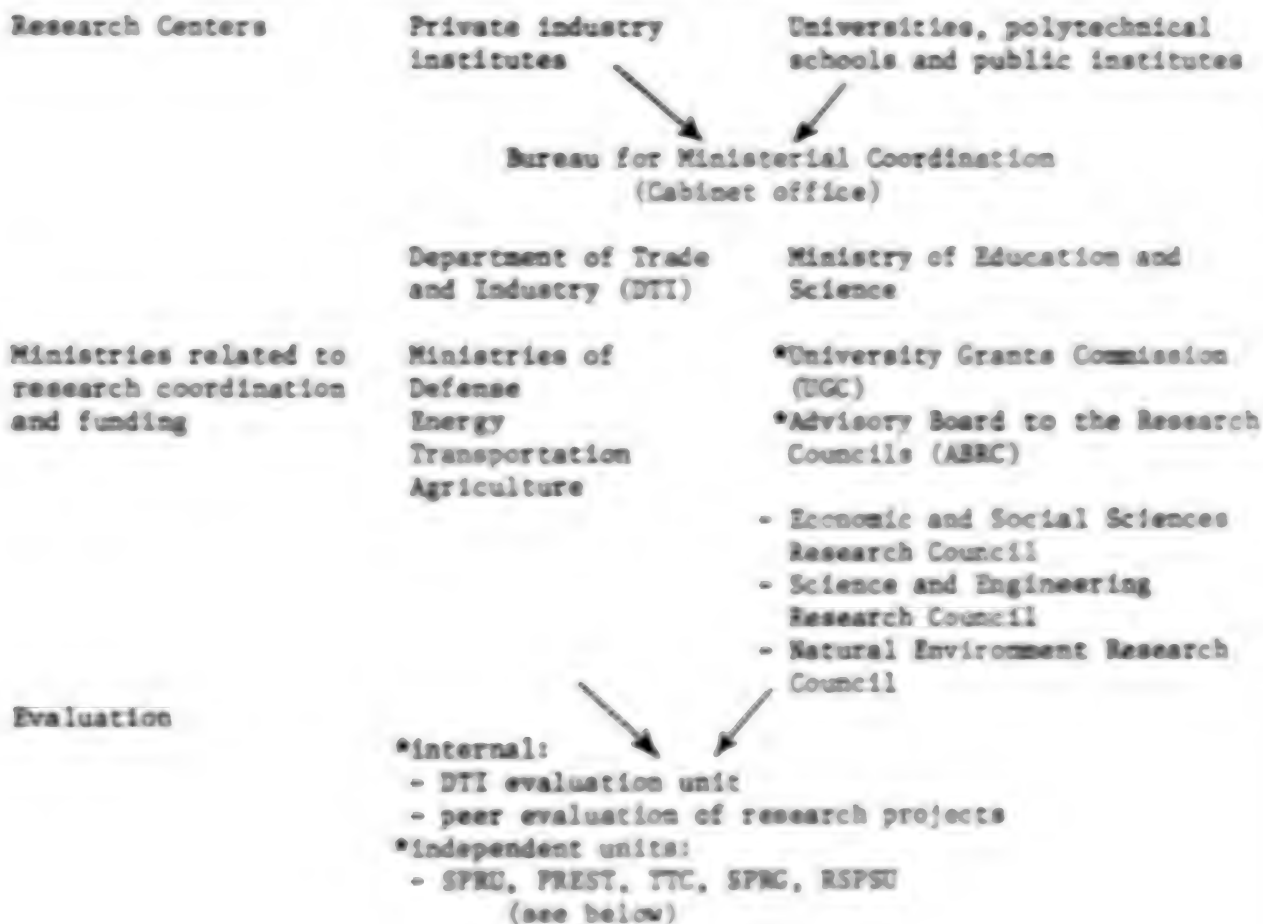 Research Centers
Private industry
institutes
Universities, polytechnical
schools and public institutes
Bureau for Ministerial Coordination
(Cabinet office)
Department of Trade
and Industry (DTI)
Ministry of Education and
Science
Ministries related to
research coordination
and funding
Ministries of
Defense
Energy
Transportation
Agriculture
*University Grants Commission
(UGC)
*Advisory Board to the Research
Councils (ABRC)
- Economic and Social Sciences
Research Council
- Science and Engineering
Research Council
- Natural Environment Research
Council
Evaluation
*internal:
- DTI evaluation unit
- peer evaluation of research projects
*independent units:
- SPRU, PREST, TTC, SPRG, RSPSU
(see below)